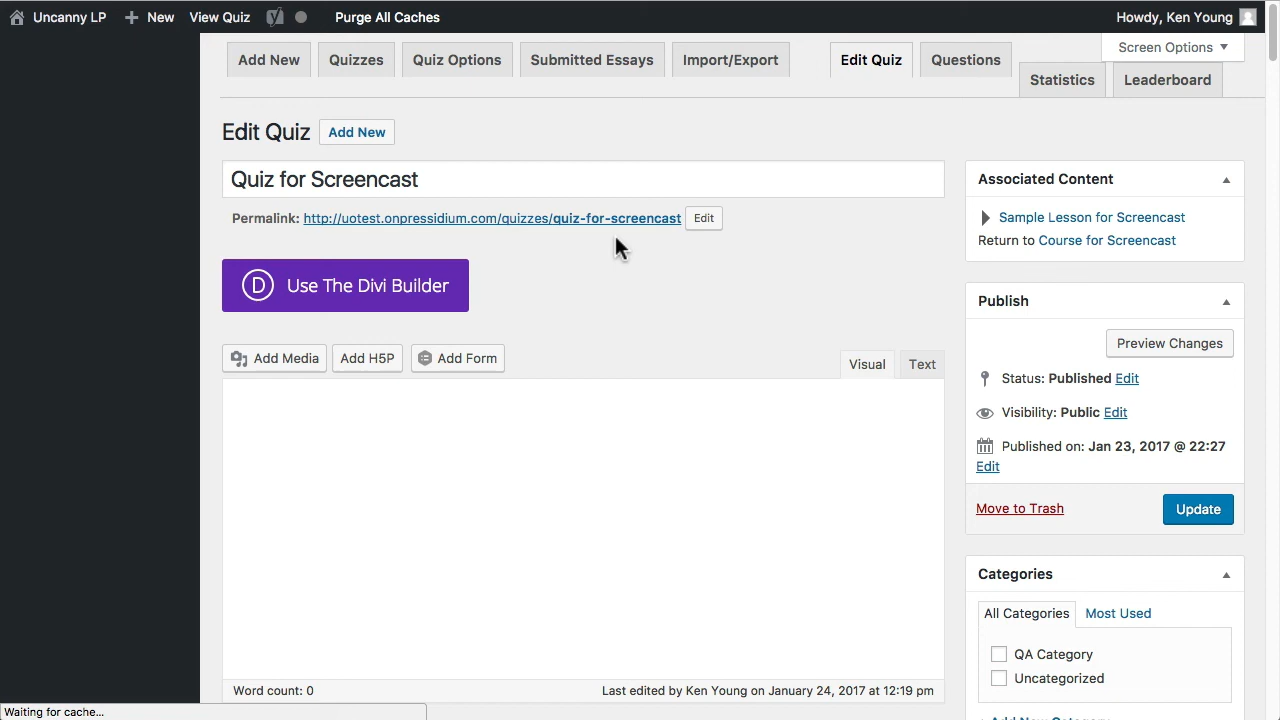 Uncanny LP
New
View Quiz
Purge All Caches
Howdy, Ken Young
Screen Options
Add New
Quizzes
Quiz Options
Submitted Essays
Import/Export
Edit Quiz
Questions
Statistics
Leaderboard
Edit Quiz
Add New
Quiz for Screencast
Permalink: http://uotest.onpressidium.com/quizzes/quiz-for-screencast
Edit
D Use The Divi Builder
Add Media
Add H5P
Add Form
Visual
Text
Word count: 0
Last edited by Ken Young on January 24, 2017 at 12:19 pm
Associated Content
Sample Lesson for Screencast
Return to Course for Screencast
Publish
Preview Changes
Status: Published Edit
Visibility: Public Edit
Published on: Jan 23, 2017 @ 22:27
Edit
Move to Trash
Update
Categories
All Categories
Most Used
QA Category
Uncategorized
+ Add New Category
Waiting for cache...